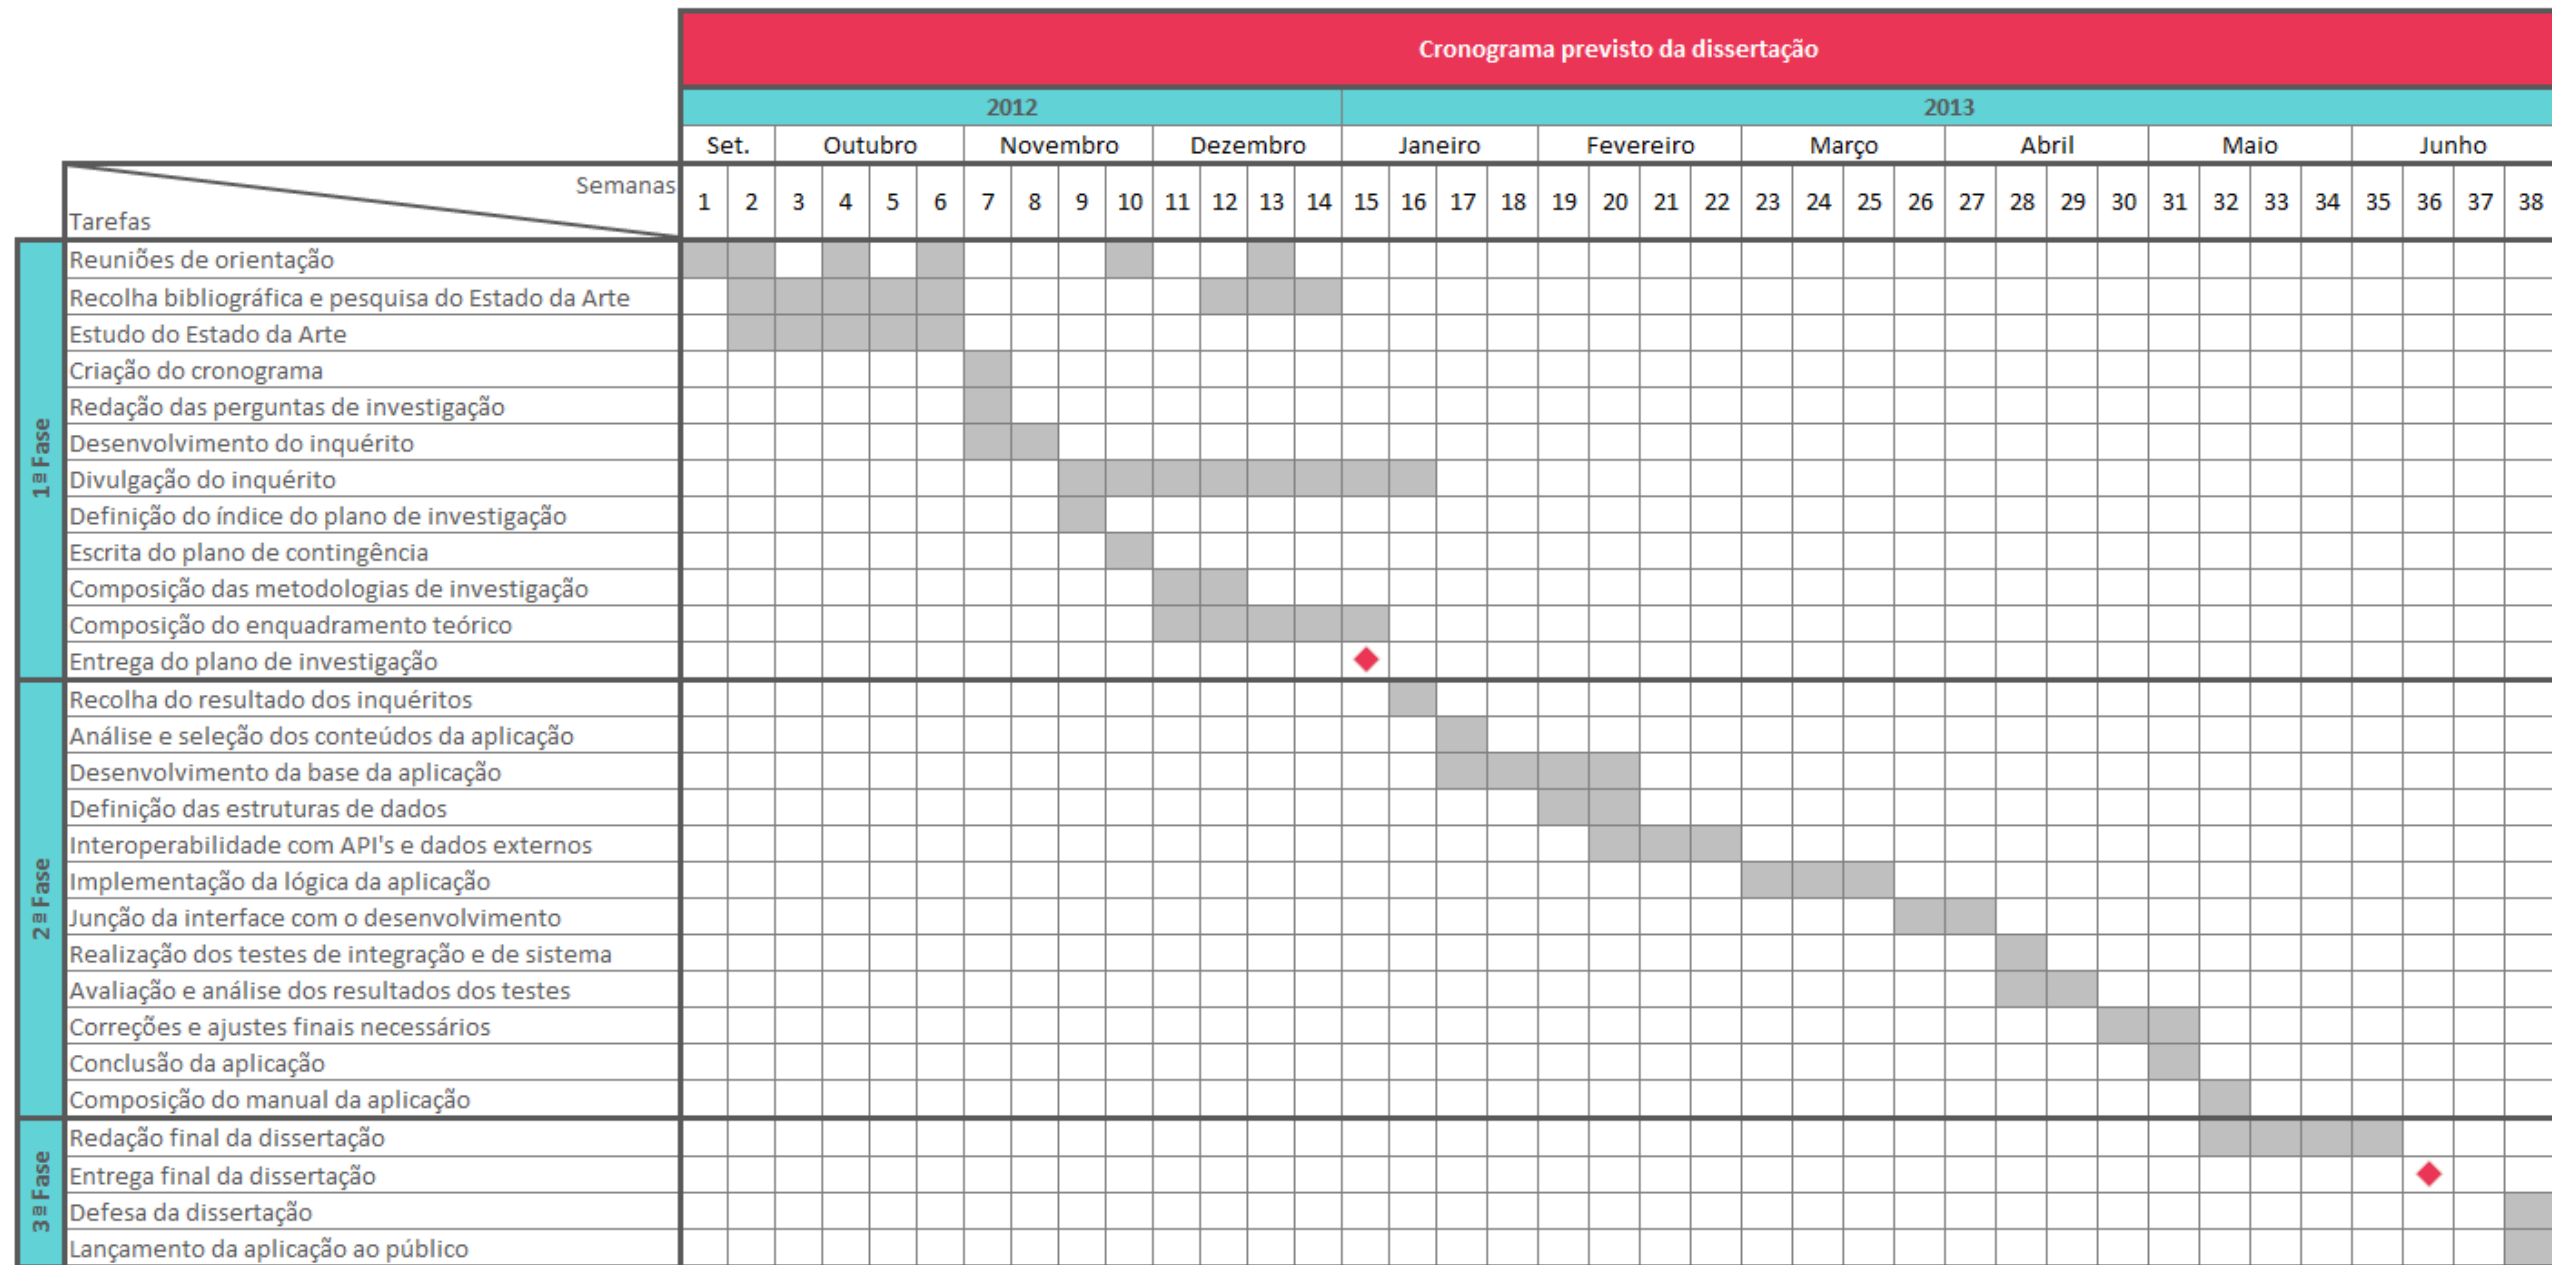 Cronograma previsto da dissertação
2012 2013
Set. Outubro Novembro Dezembro Janeiro Fevereiro Março Abril Maio Junho
Semanas
Tarefas
1 2 3 4 5 6 7 8 9 10 11 12 13 14 15 16 17 18 19 20 21 22 23 24 25 26 27 28 29 30 31 32 33 34 35 36 37 38
1ª Fase
Reuniões de orientação
Recolha bibliográfica e pesquisa do Estado da Arte
Estudo do Estado da Arte
Criação do cronograma
Redação das perguntas de investigação
Desenvolvimento do inquérito
Divulgação do inquérito
Definição do índice do plano de investigação
Escrita do plano de contingência
Composição das metodologias de investigação
Composição do enquadramento teórico
Entrega do plano de investigação
2ª Fase
Recolha do resultado dos inquéritos
Análise e seleção dos conteúdos da aplicação
Desenvolvimento da base da aplicação
Definição das estruturas de dados
Interoperabilidade com API's e dados externos
Implementação da lógica da aplicação
Junção da interface com o desenvolvimento
Realização dos testes de integração e de sistema
Avaliação e análise dos resultados dos testes
Correções e ajustes finais necessários
Conclusão da aplicação
Composição do manual da aplicação
3ª Fase
Redação final da dissertação
Entrega final da dissertação
Defesa da dissertação
Lançamento da aplicação ao público